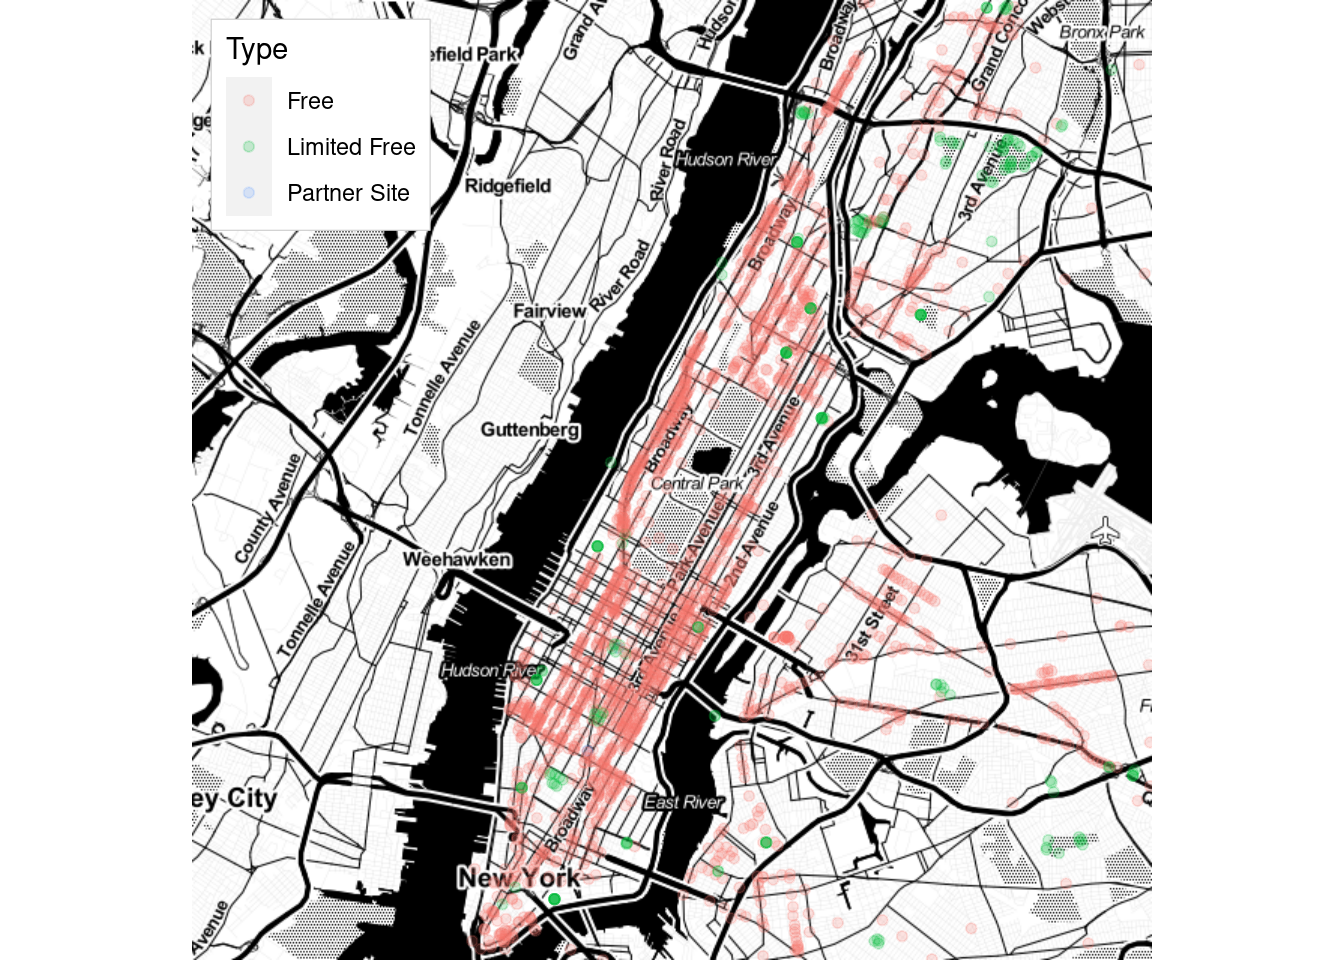 Type
Free
Limited Free
Partner Site
efield Park
Grand Av
Hudson
Broadway
Grand Conco
Webst
Bronx Park
Hudson River
River Road
Ridgefield
3rd Avenue
Broadway
River Road
Fairview
Tonnelle Avenue
Guttenberg
Broadway
3rd Avenue
Central Park
County Avenue
Park Avenue
2nd Avenue
Weehawken
Tonnelle Avenue
31st Street
3rd Avenue
Hudson River
ey City
East River
Broadway
New York
Avenue